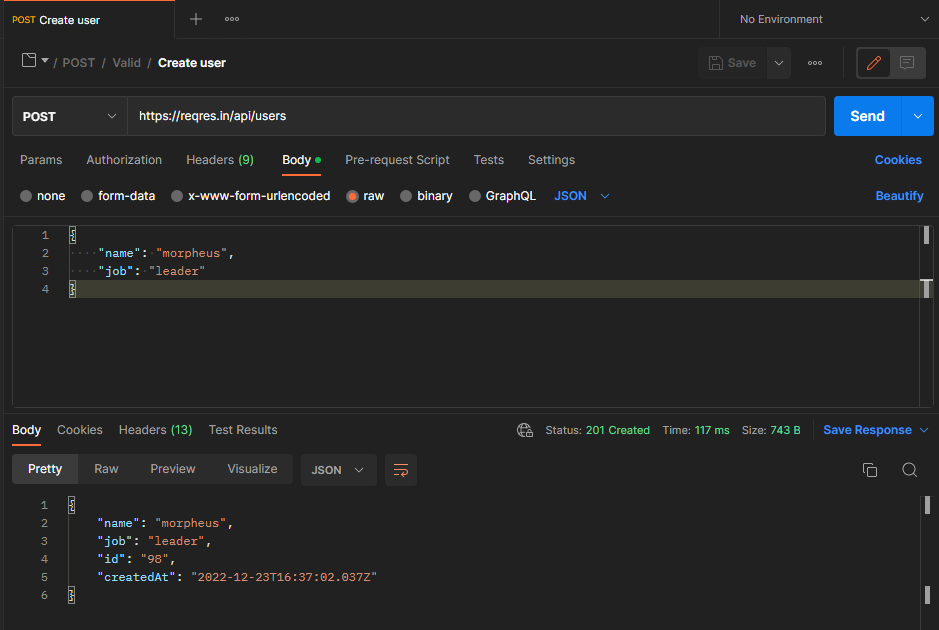 POST Create user
No Environment
/ POST / Valid / Create user
Save
POST
https://reqres.in/api/users
Send
Params Authorization Headers (9) Body Pre-request Script Tests Settings Cookies
none form-data x-www-form-urlencoded raw binary GraphQL JSON Beautify
1 {
2 "name": "morpheus",
3 "job": "leader"
4 }
Body Cookies Headers (13) Test Results Status: 201 Created Time: 117 ms Size: 743 B Save Response
Pretty Raw Preview Visualize JSON
1 {
2 "name": "morpheus",
3 "job": "leader",
4 "id": "98",
5 "createdAt": "2022-12-23T16:37:02.037Z"
6 }